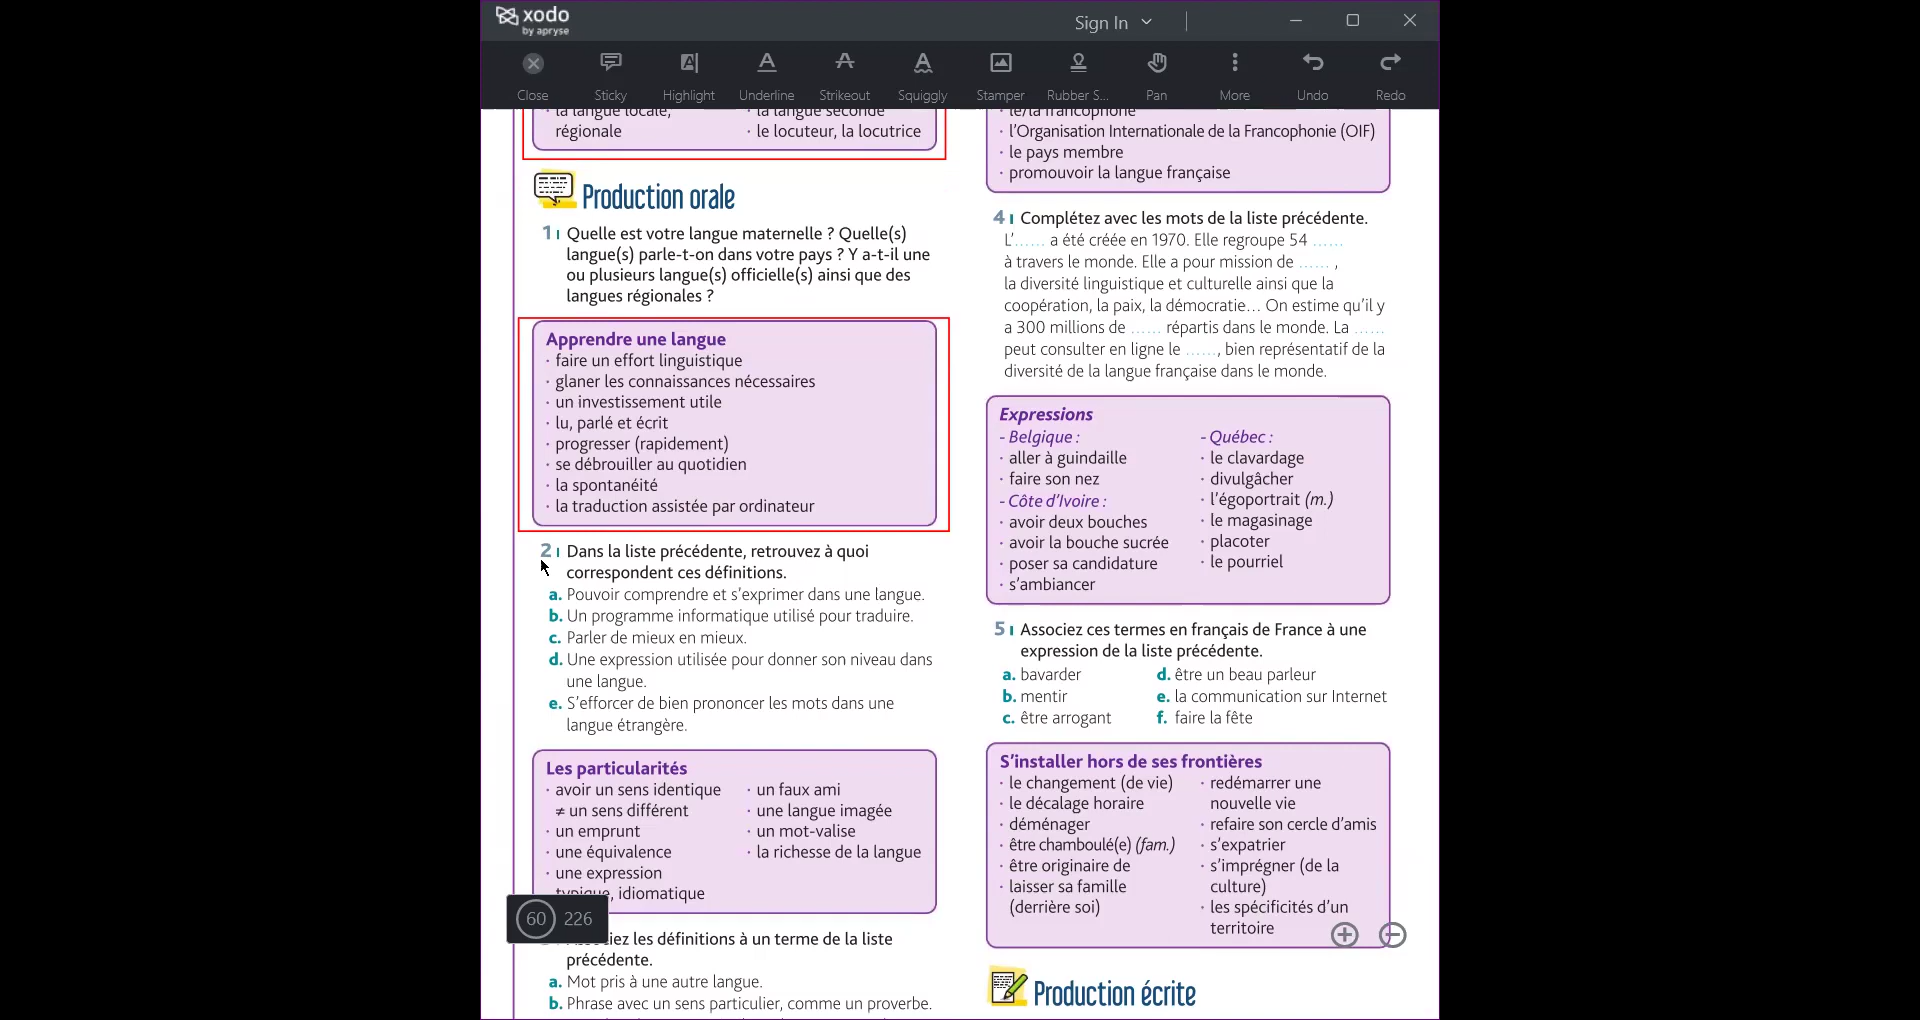 xodo
by apryse
Sign In
Close
Sticky
Highlight
Underline
Strikeout
Squiggly
Stamper
Rubber S...
Pan
More
Undo
Redo
· la langue locale,
régionale
· la langue seconde
· le locuteur, la locutrice
Production orale
1 Quelle est votre langue maternelle ? Quelle(s)
langue(s) parle-t-on dans votre pays ? Y a-t-il une
ou plusieurs langue(s) officielle(s) ainsi que des
langues régionales ?
Apprendre une langue
· faire un effort linguistique
· glaner les connaissances nécessaires
· un investissement utile
· lu, parlé et écrit
· progresser (rapidement)
· se débrouiller au quotidien
· la spontanéité
· la traduction assistée par ordinateur
2 Dans la liste précédente, retrouvez à quoi
correspondent ces définitions.
a. Pouvoir comprendre et s'exprimer dans une langue.
b. Un programme informatique utilisé pour traduire.
c. Parler de mieux en mieux.
d. Une expression utilisée pour donner son niveau dans
une langue.
e. S'efforcer de bien prononcer les mots dans une
langue étrangère.
Les particularités
· avoir un sens identique
≠ un sens différent
· un emprunt
· une équivalence
· une expression
typique, idiomatique
· un faux ami
· une langue imagée
· un mot-valise
· la richesse de la langue
60 226
les définitions à un terme de la liste
précédente.
a. Mot pris à une autre langue.
b. Phrase avec un sens particulier, comme un proverbe.
· le/la francophone
· l'Organisation Internationale de la Francophonie (OIF)
· le pays membre
· promouvoir la langue française
4 Complétez avec les mots de la liste précédente.
L'...... a été créée en 1970. Elle regroupe 54 ......
à travers le monde. Elle a pour mission de ...... ,
la diversité linguistique et culturelle ainsi que la
coopération, la paix, la démocratie... On estime qu'il y
a 300 millions de ...... répartis dans le monde. La ......
peut consulter en ligne le ......, bien représentatif de la
diversité de la langue française dans le monde.
Expressions
- Belgique :
· aller à guindaille
· faire son nez
- Côte d'Ivoire :
· avoir deux bouches
· avoir la bouche sucrée
· poser sa candidature
· s'ambiancer
- Québec :
· le clavardage
· divulgâcher
· l'égoportrait (m.)
· le magasinage
· placoter
· le pourriel
5 Associez ces termes en français de France à une
expression de la liste précédente.
a. bavarder
b. mentir
c. être arrogant
d. être un beau parleur
e. la communication sur Internet
f. faire la fête
S'installer hors de ses frontières
· le changement (de vie)
· le décalage horaire
· déménager
· être chamboulé(e) (fam.)
· être originaire de
· laisser sa famille
(derrière soi)
· redémarrer une
nouvelle vie
· refaire son cercle d'amis
· s'expatrier
· s'imprégner (de la
culture)
· les spécificités d'un
territoire
Production écrite